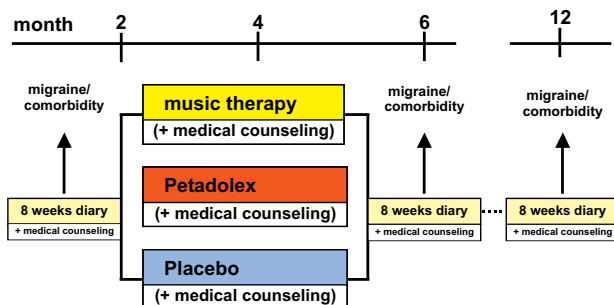 month 2 4 6 12
migraine/
comorbidity
music therapy
(+ medical counseling)
migraine/
comorbidity
migraine/
comorbidity
Petadolex
(+ medical counseling)
8 weeks diary
+ medical counseling
8 weeks diary
+ medical counseling
8 weeks diary
+ medical counseling
Placebo
(+ medical counseling)